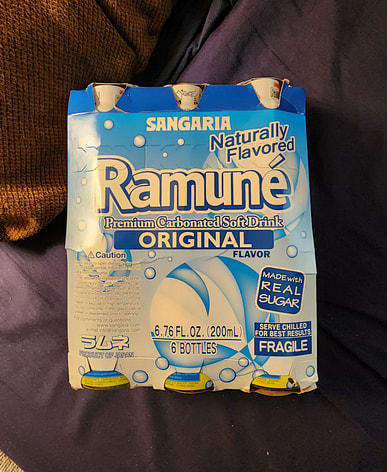 SANGARIA
Naturally
Flavored
Ramuné
Premium Carbonated Soft Drink
ORIGINAL
FLAVOR
⚠Caution
MADE with
REAL
SUGAR
6.76 FL.OZ. (200mL)
6 BOTTLES
SERVE CHILLED
FOR BEST RESULTS
FRAGILE
ラムネ
PRODUCT OF JAPAN